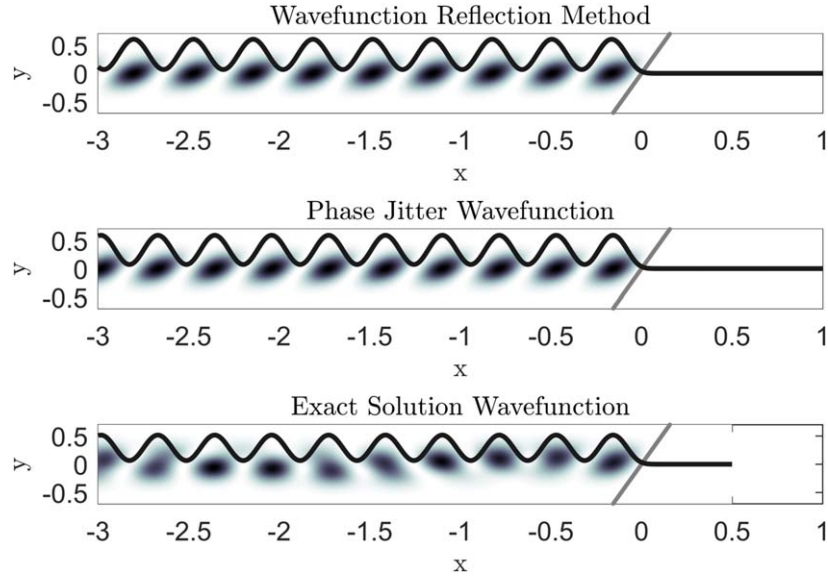 Wavefunction Reflection Method
0.5
0
-0.5
y
-3 -2.5 -2 -1.5 -1 -0.5 0 0.5 1
x
Phase Jitter Wavefunction
0.5
0
-0.5
y
-3 -2.5 -2 -1.5 -1 -0.5 0 0.5 1
x
Exact Solution Wavefunction
0.5
0
-0.5
y
-3 -2.5 -2 -1.5 -1 -0.5 0 0.5 1
x